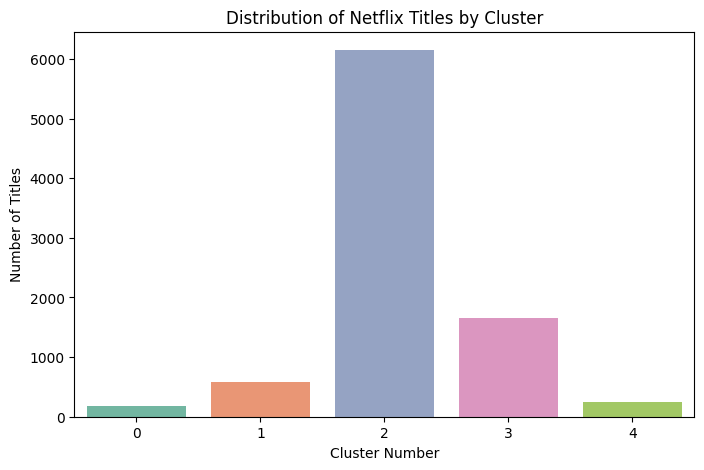 Distribution of Netflix Titles by Cluster
Number of Titles
6000
5000
4000
3000
2000
1000
0
0 1 2 3 4
Cluster Number